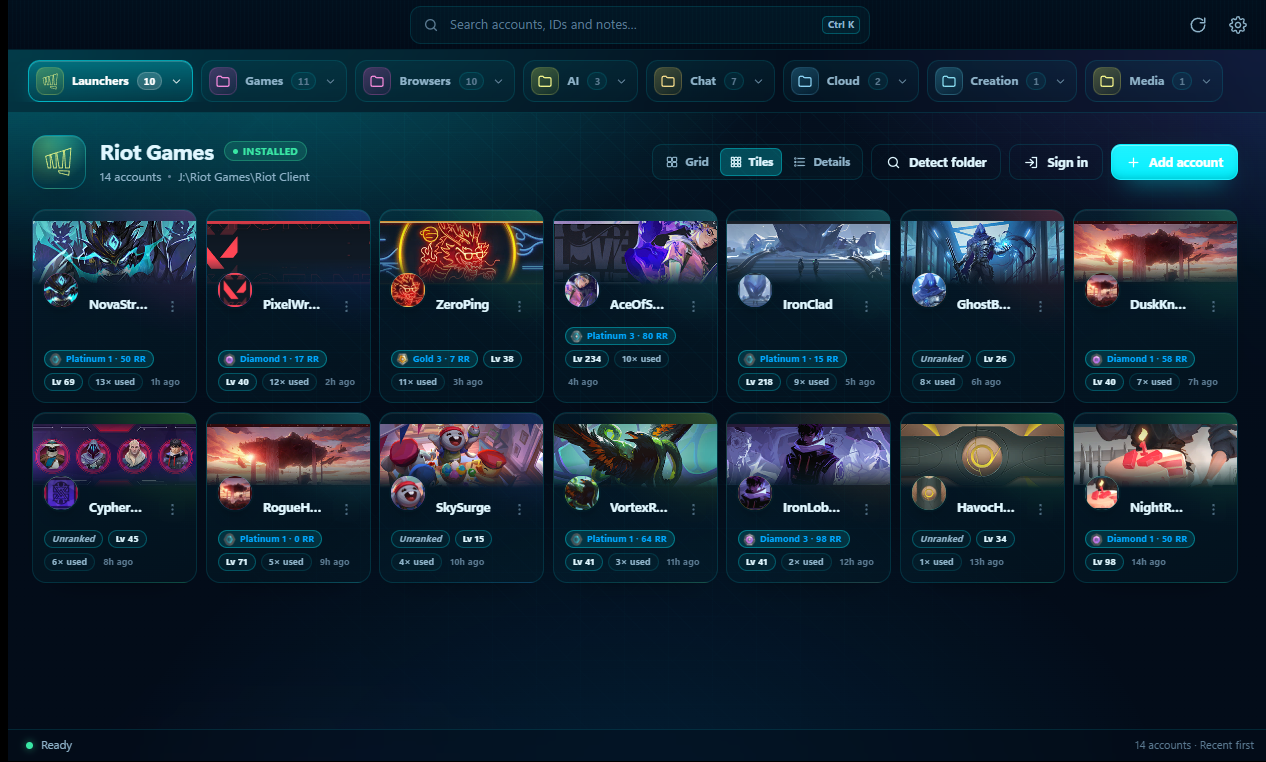 Search accounts, IDs and notes...
Ctrl K
Launchers 10
Games 11
Browsers 10
AI 3
Chat 7
Cloud 2
Creation 1
Media 1
Riot Games
INSTALLED
14 accounts • J:\Riot Games\Riot Client
Grid
Tiles
Details
Detect folder
Sign in
+ Add account
NovaStr...
Platinum 1 · 50 RR
Lv 69 13× used 1h ago
PixelWr...
Diamond 1 · 17 RR
Lv 40 12× used 2h ago
ZeroPing
Gold 3 · 7 RR Lv 38
11× used 3h ago
AceOfS...
Platinum 3 · 80 RR
Lv 234 10× used
4h ago
IronClad
Platinum 1 · 15 RR
Lv 218 9× used 5h ago
GhostB...
Unranked Lv 26
8× used 6h ago
DuskKn...
Diamond 1 · 58 RR
Lv 40 7× used 7h ago
Cypher...
Unranked Lv 45
6× used 8h ago
RogueH...
Platinum 1 · 0 RR
Lv 71 5× used 9h ago
SkySurge
Unranked Lv 15
4× used 10h ago
VortexR...
Platinum 1 · 64 RR
Lv 41 3× used 11h ago
IronLob...
Diamond 3 · 98 RR
Lv 41 2× used 12h ago
HavocH...
Unranked Lv 34
1× used 13h ago
NightR...
Diamond 1 · 50 RR
Lv 98 14h ago
Ready
14 accounts · Recent first